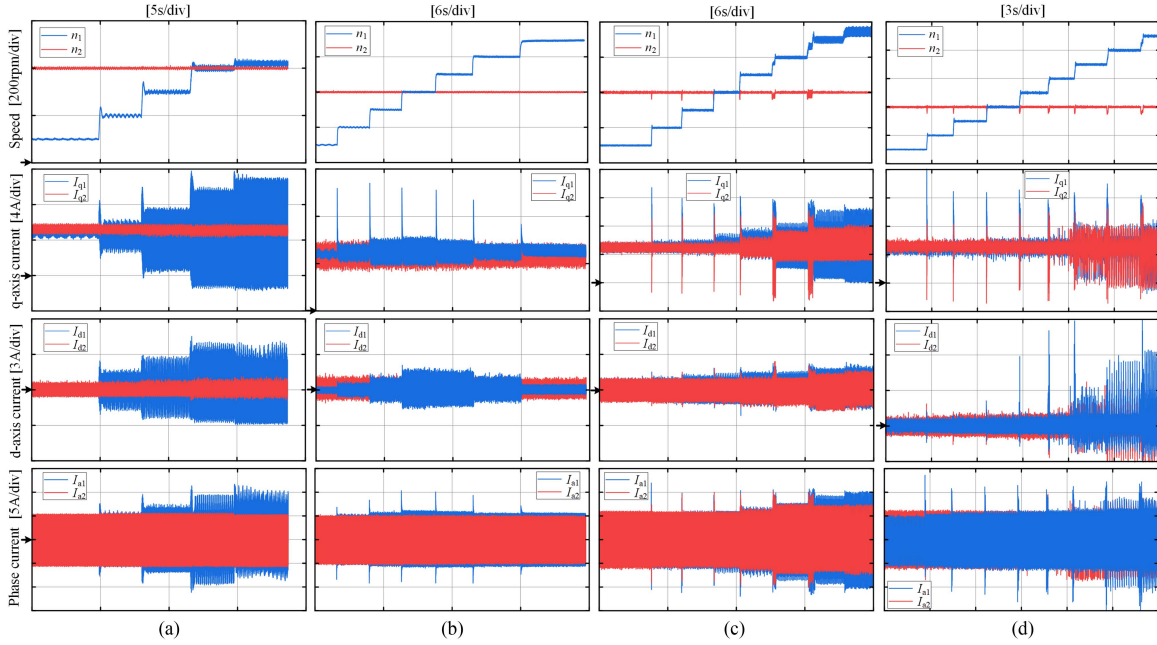 [5s/div] [6s/div] [6s/div] [3s/div]
Speed [200rpm/div]
n1
n2
n1
n2
n1
n2
n1
n2
q-axis current [4A/div]
Iq1
Iq2
Iq1
Iq2
Iq1
Iq2
Iq1
Iq2
d-axis current [3A/div]
Id1
Id2
Id1
Id2
Id1
Id2
Id1
Id2
Phase current [5A/div]
Ia1
Ia2
Ia1
Ia2
Ia1
Ia2
Ia1
Ia2
(a) (b) (c) (d)